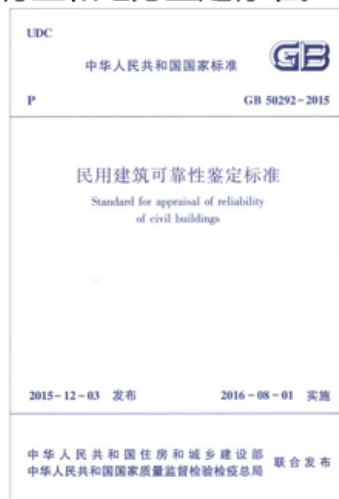 UDC
中华人民共和国国家标准
GB
P
GB 50292-2015
民用建筑可靠性鉴定标准
Standard for appraisal of reliability
of civil buildings
2015-12-03 发布
2016-08-01 实施
中华人民共和国住房和城乡建设部
中华人民共和国国家质量监督检验检疫总局
联合发布